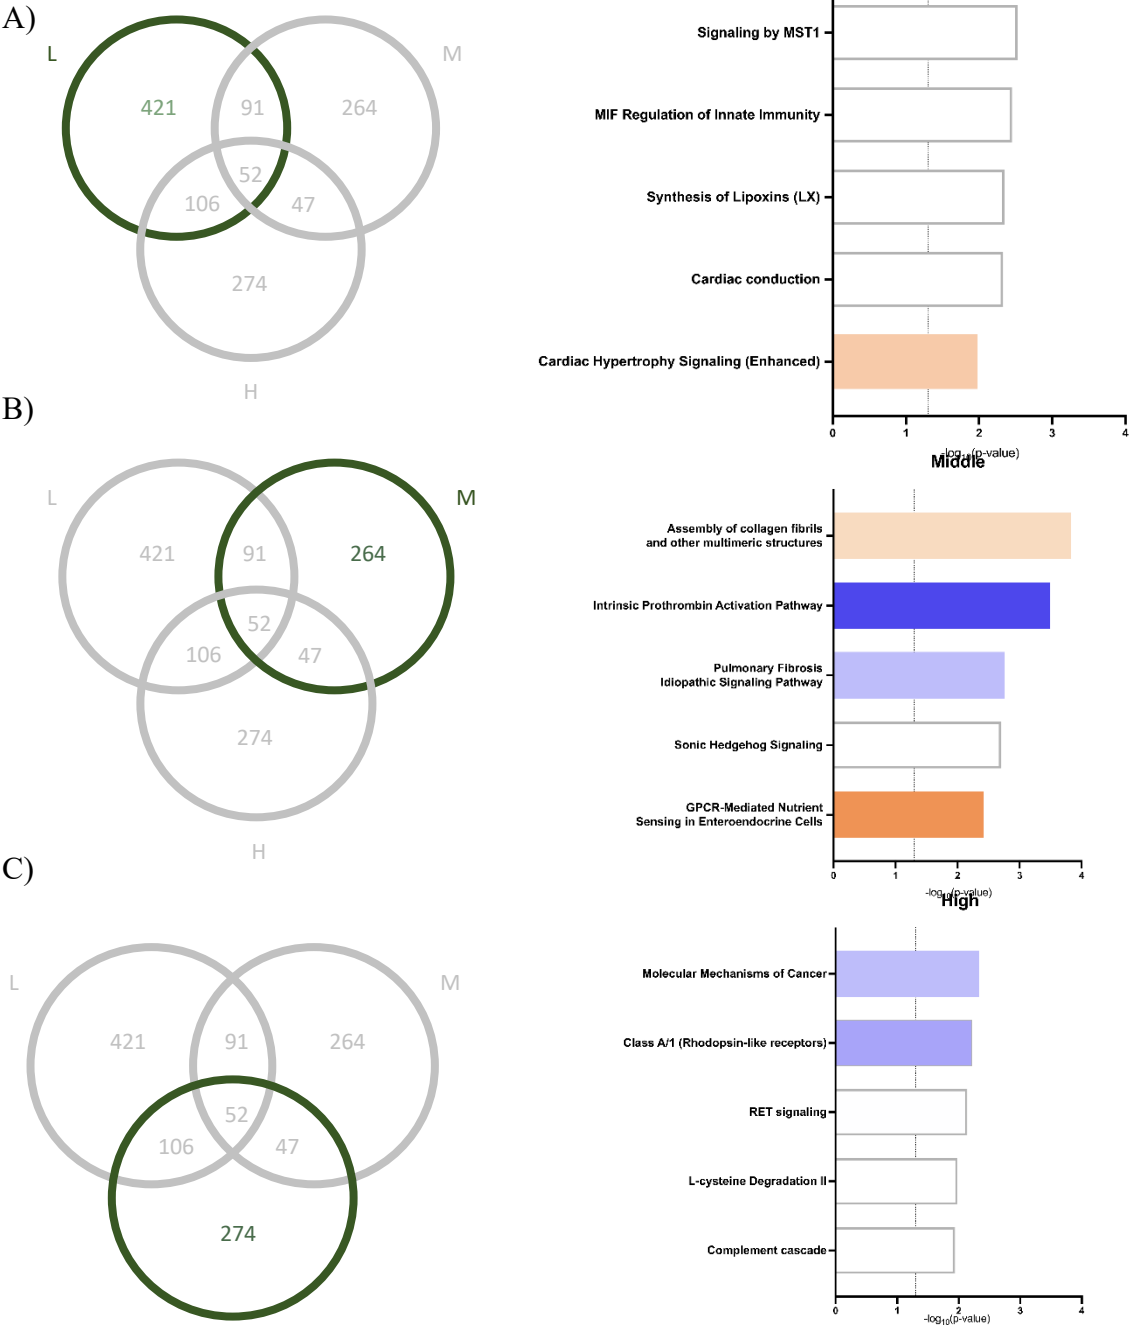 A)
L
M
421
91
264
52
106
47
274
H
Signaling by MST1
MIF Regulation of Innate Immunity
Synthesis of Lipoxins (LX)
Cardiac conduction
Cardiac Hypertrophy Signaling (Enhanced)
0 1 2 3 4
-log10(p-value)
B)
L
M
421
91
264
52
106
47
274
H
Middle
Assembly of collagen fibrils
and other multimeric structures
Intrinsic Prothrombin Activation Pathway
Pulmonary Fibrosis
Idiopathic Signaling Pathway
Sonic Hedgehog Signaling
GPCR-Mediated Nutrient
Sensing in Enteroendocrine Cells
0 1 2 3 4
-log10(p-value)
C)
L
M
421
91
264
52
106
47
274
High
Molecular Mechanisms of Cancer
Class A/1 (Rhodopsin-like receptors)
RET signaling
L-cysteine Degradation II
Complement cascade
0 1 2 3 4
-log10(p-value)